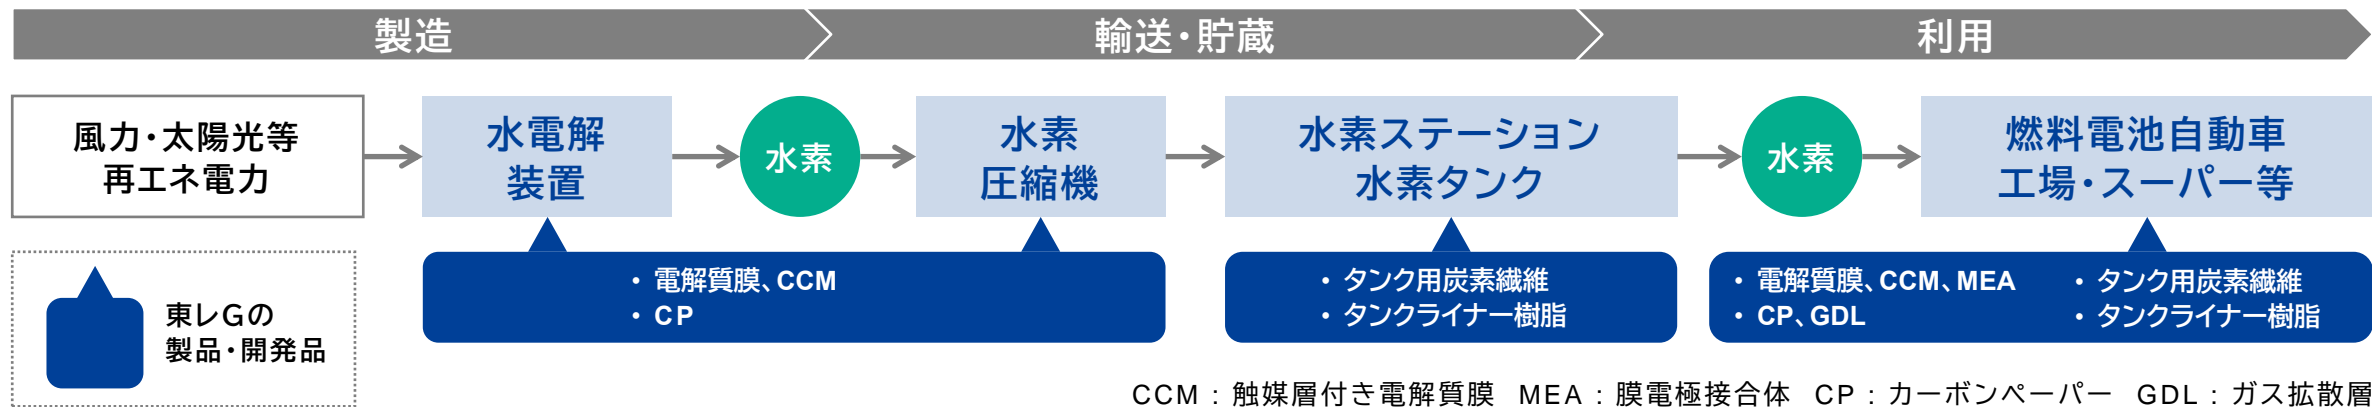 製造
輸送・貯蔵
利用
風力・太陽光等
再エネ電力
水電解
装置
水素
水素
圧縮機
水素ステーション
水素タンク
水素
燃料電池自動車
工場・スーパー等
・電解質膜、CCM
・CP
・タンク用炭素繊維
・タンクライナー樹脂
・電解質膜、CCM、MEA
・CP、GDL
・タンク用炭素繊維
・タンクライナー樹脂
東レGの
製品・開発品
CCM：触媒層付き電解質膜 MEA：膜電極接合体 CP：カーボンペーパー GDL：ガス拡散層